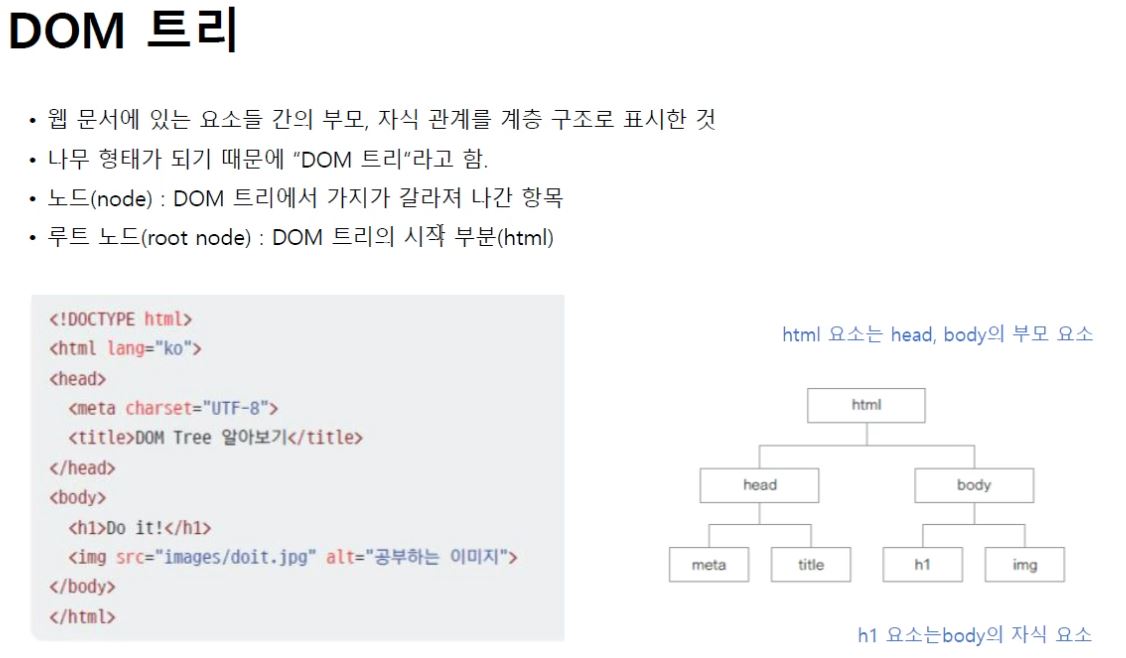 DOM 트리
• 웹 문서에 있는 요소들 간의 부모, 자식 관계를 계층 구조로 표시한 것
• 나무 형태가 되기 때문에 “DOM 트리“라고 함.
• 노드(node) : DOM 트리에서 가지가 갈라져 나간 항목
• 루트 노드(root node) : DOM 트리의 시작 부분(html)
<!DOCTYPE html>
<html lang="ko">
<head>
  <meta charset="UTF-8">
  <title>DOM Tree 알아보기</title>
</head>
<body>
  <h1>Do it!</h1>
  <img src="images/doit.jpg" alt="공부하는 이미지">
</body>
</html>
html 요소는 head, body의 부모 요소
html
head body
meta title h1 img
h1 요소는body의 자식 요소